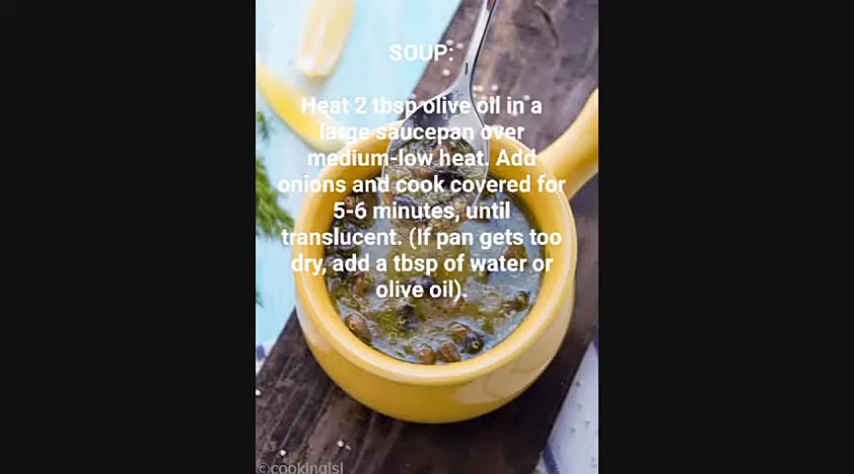 SOUP:
Heat 2 tbsp olive oil in a
large saucepan over
medium-low heat. Add
onions and cook covered for
5-6 minutes, until
translucent. (If pan gets too
dry, add a tbsp of water or
olive oil).
©cookinglsl